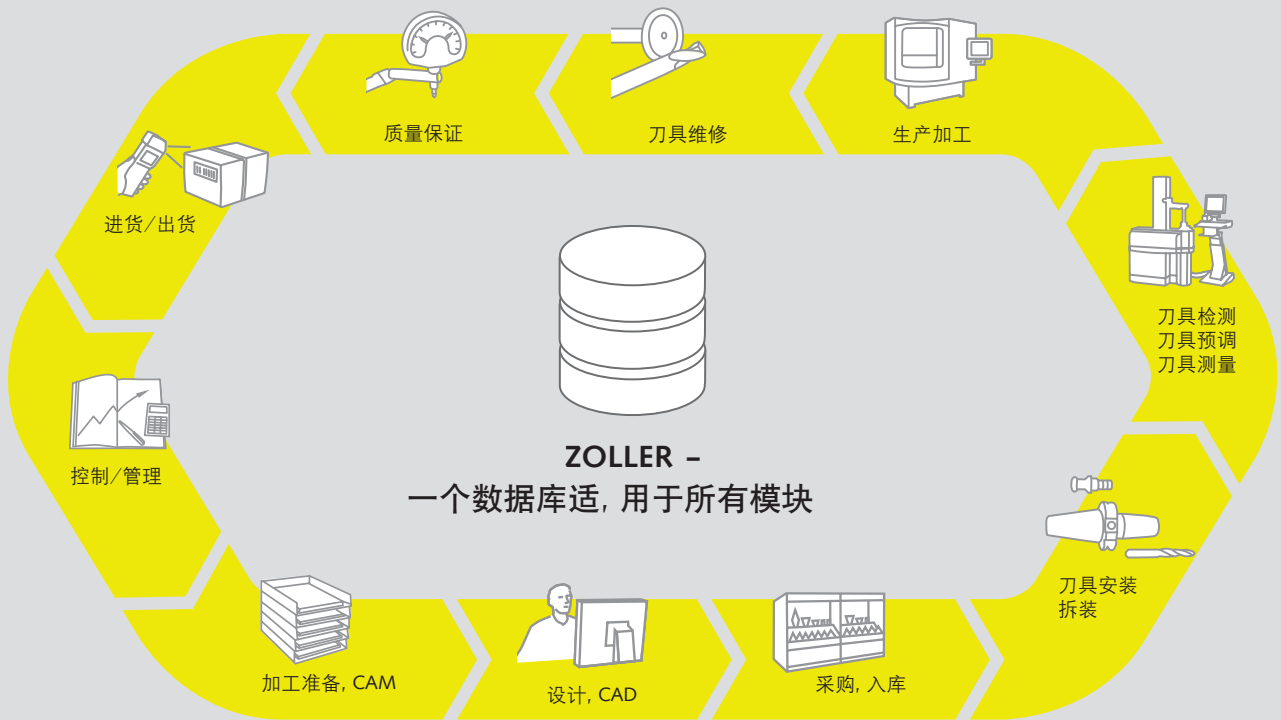 质量保证
刀具维修
生产加工
进货/出货
刀具检测
刀具预调
刀具测量
控制/管理
ZOLLER –
一个数据库适, 用于所有模块
刀具安装
拆装
加工准备, CAM
设计, CAD
采购, 入库